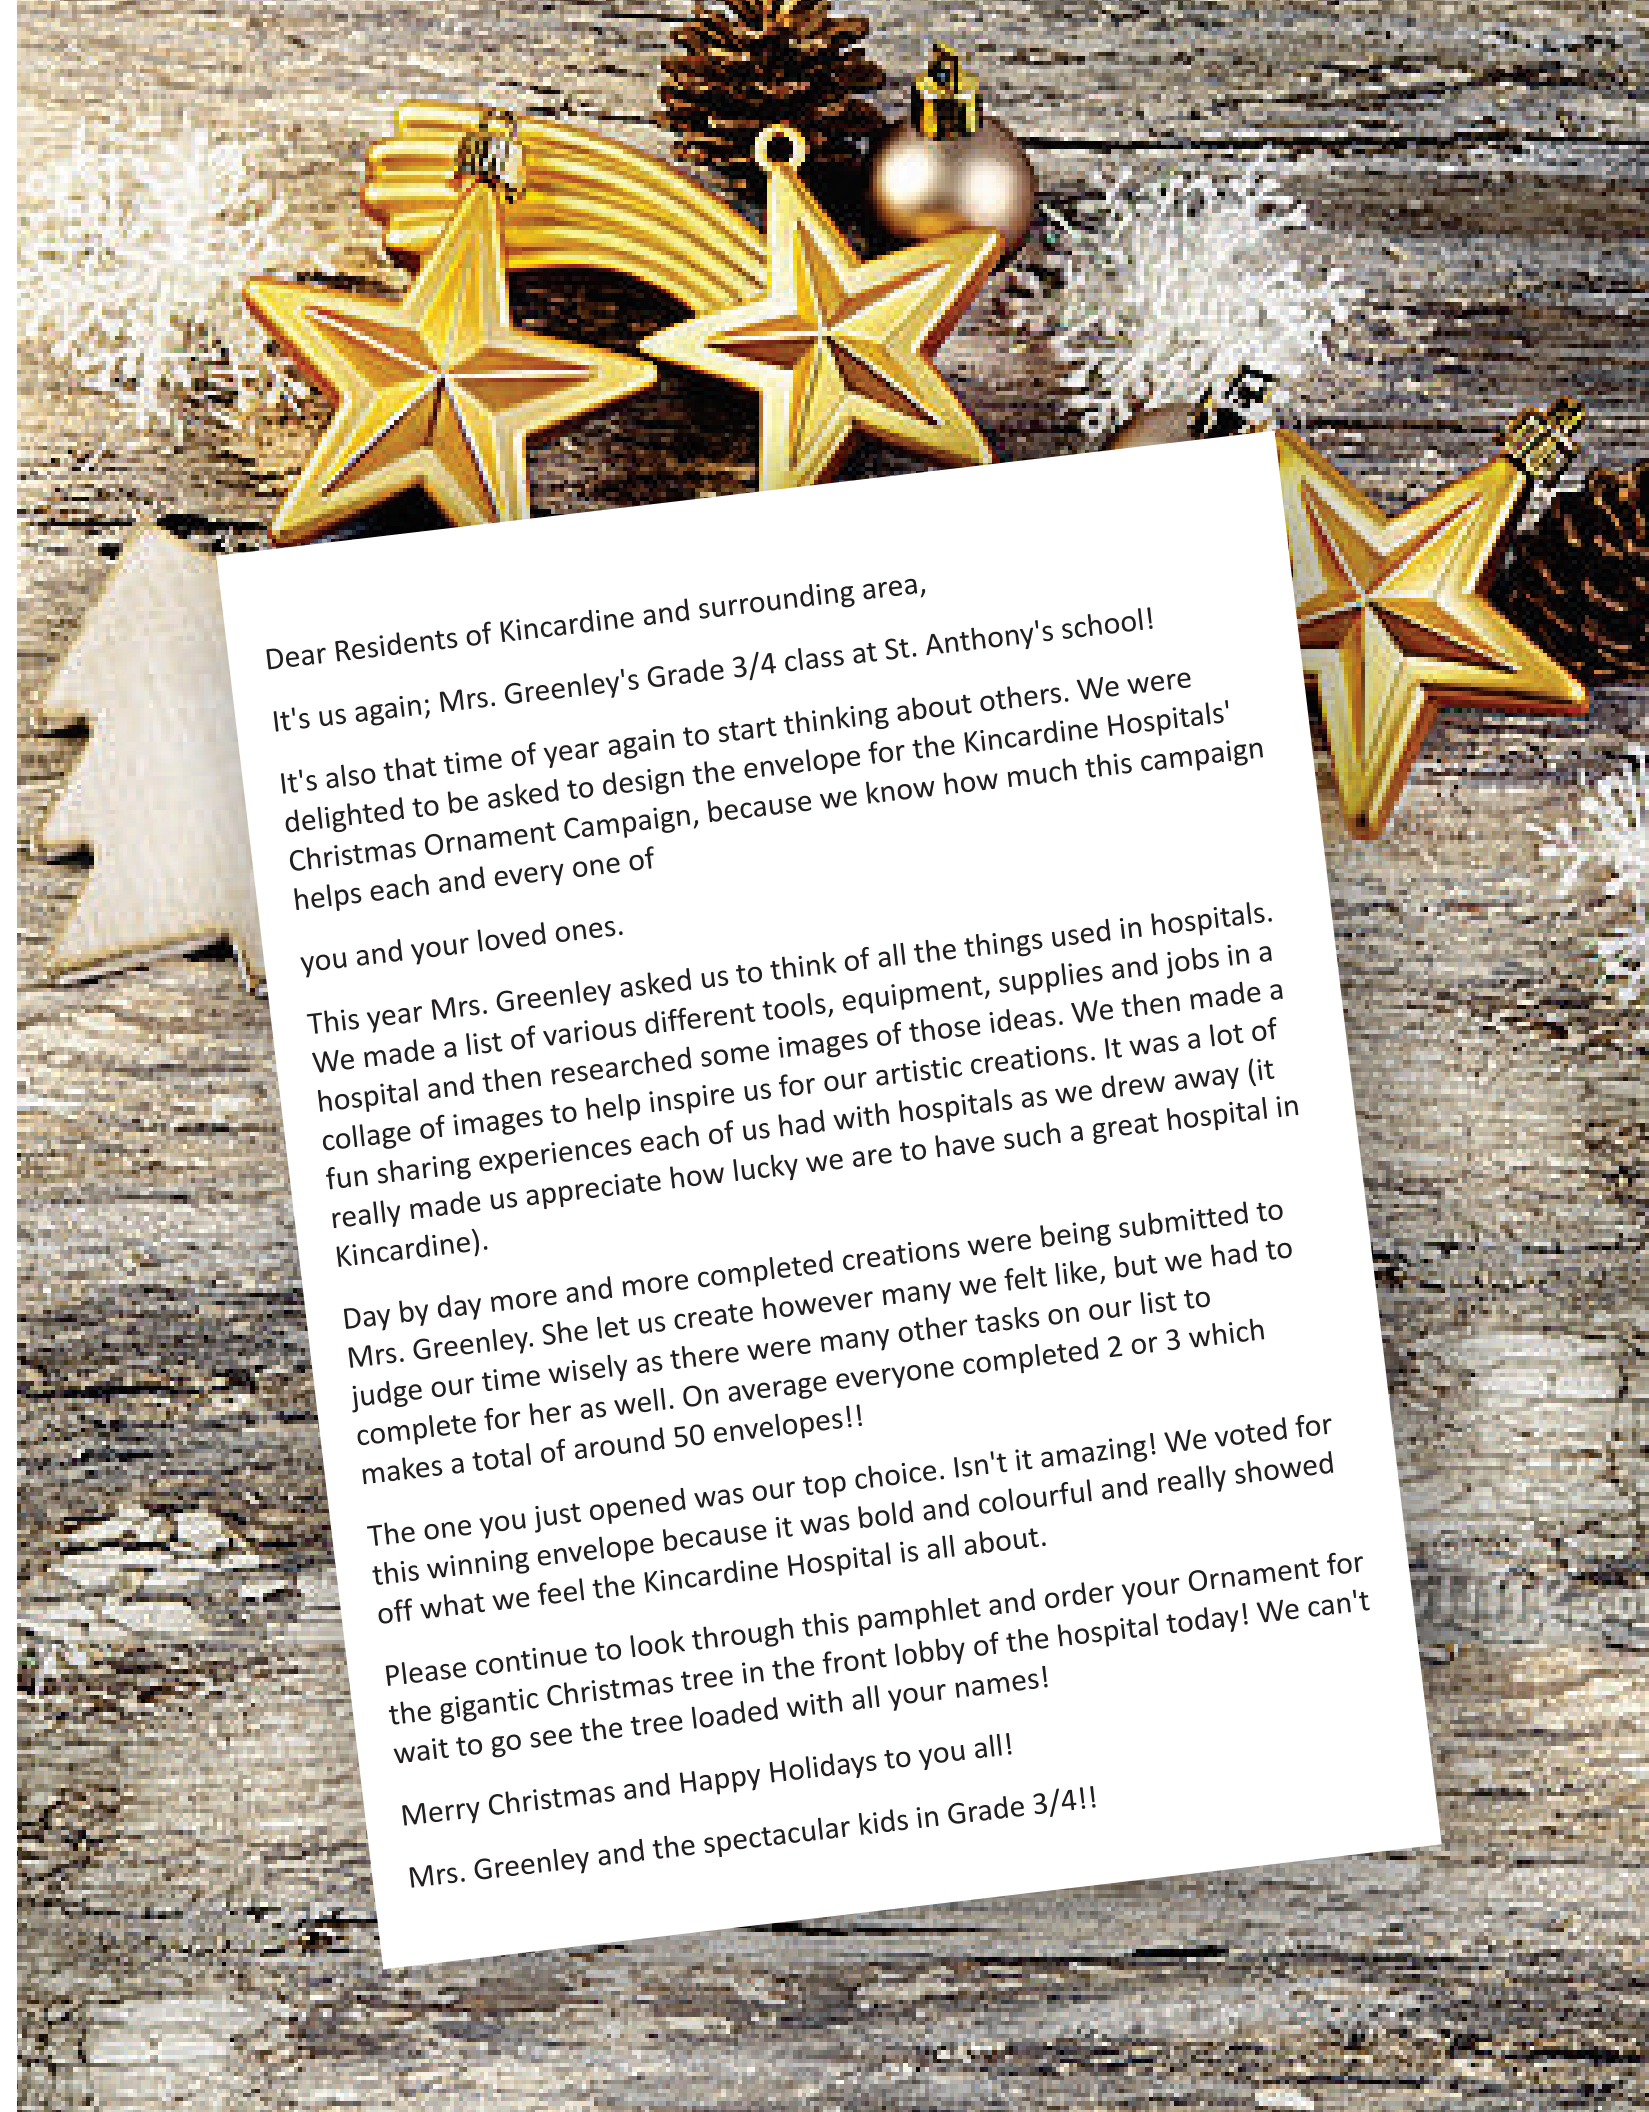 Dear Residents of Kincardine and surrounding area,
It's us again; Mrs. Greenley's Grade 3/4 class at St. Anthony's school!
It's also that time of year again to start thinking about others. We were
delighted to be asked to design the envelope for the Kincardine Hospitals'
Christmas Ornament Campaign, because we know how much this campaign
helps each and every one of
you and your loved ones.
This year Mrs. Greenley asked us to think of all the things used in hospitals.
We made a list of various different tools, equipment, supplies and jobs in a
hospital and then researched some images of those ideas. We then made a
collage of images to help inspire us for our artistic creations. It was a lot of
fun sharing experiences each of us had with hospitals as we drew away (it
really made us appreciate how lucky we are to have such a great hospital in
Kincardine).
Day by day more and more completed creations were being submitted to
Mrs. Greenley. She let us create however many we felt like, but we had to
judge our time wisely as there were many other tasks on our list to
complete for her as well. On average everyone completed 2 or 3 which
makes a total of around 50 envelopes!!
The one you just opened was our top choice. Isn't it amazing! We voted for
this winning envelope because it was bold and colourful and really showed
off what we feel the Kincardine Hospital is all about.
Please continue to look through this pamphlet and order your Ornament for
the gigantic Christmas tree in the front lobby of the hospital today! We can't
wait to go see the tree loaded with all your names!
Merry Christmas and Happy Holidays to you all!
Mrs. Greenley and the spectacular kids in Grade 3/4!!